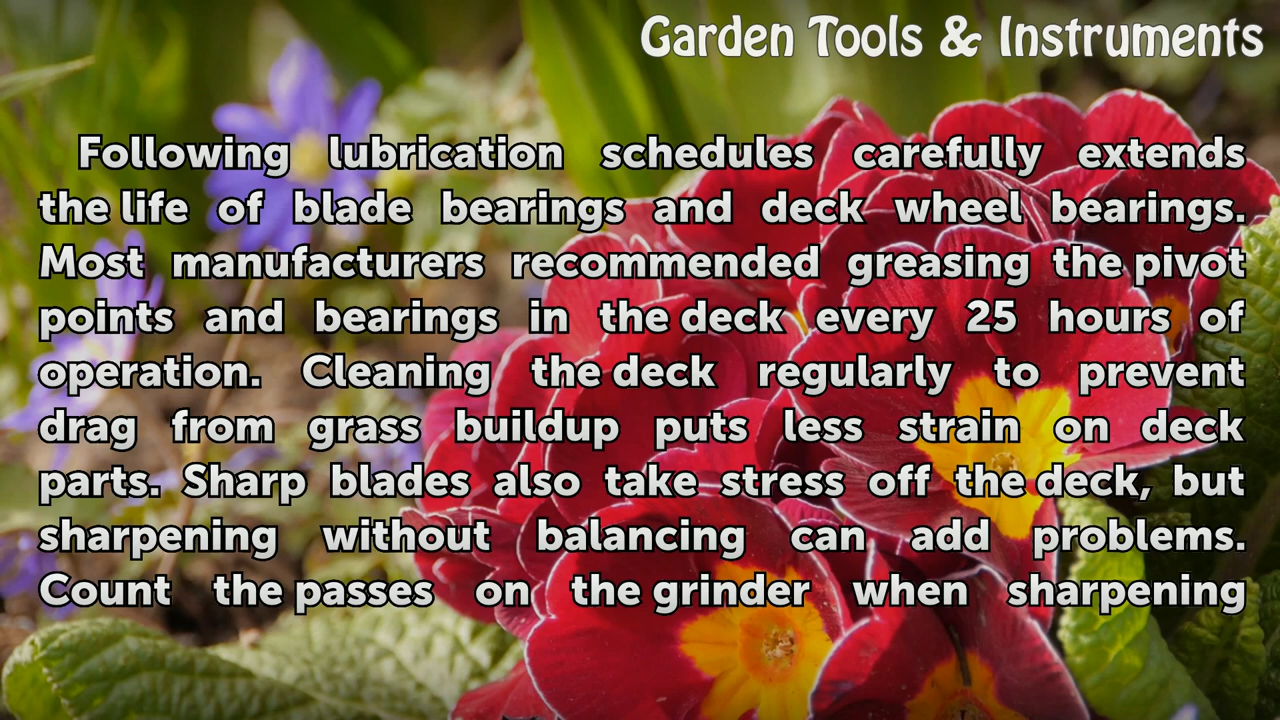 Garden Tools & Instruments
Following lubrication schedules carefully extends
the life of blade bearings and deck wheel bearings.
Most manufacturers recommended greasing the pivot
points and bearings in the deck every 25 hours of
operation. Cleaning the deck regularly to prevent
drag from grass buildup puts less strain on deck
parts. Sharp blades also take stress off the deck, but
sharpening without balancing can add problems.
Count the passes on the grinder when sharpening